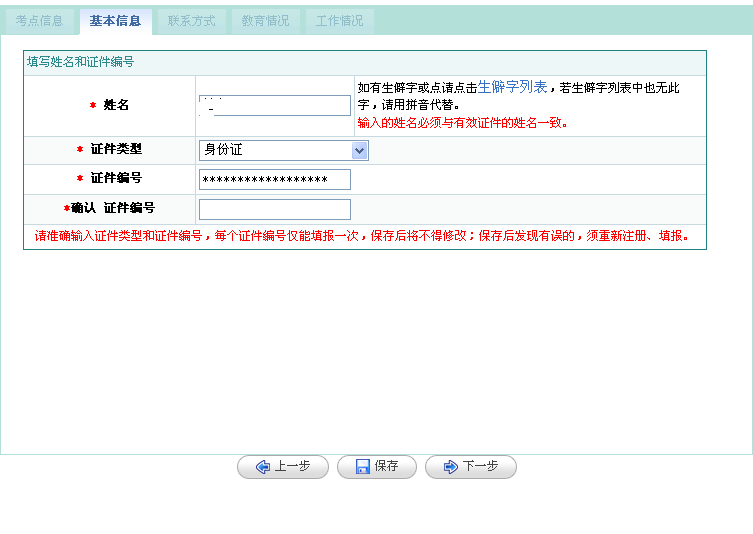 考点信息 基本信息 联系方式 教育情况 工作情况
填写姓名和证件编号
* 姓名
如有生僻字或点请点击生僻字列表，若生僻字列表中也无此
字，请用拼音代替。
输入的姓名必须与有效证件的姓名一致。
* 证件类型 身份证
* 证件编号 ******************
*确认 证件编号
请准确输入证件类型和证件编号，每个证件编号仅能填报一次，保存后将不得修改；保存后发现有误的，须重新注册、填报。
上一步 保存 下一步